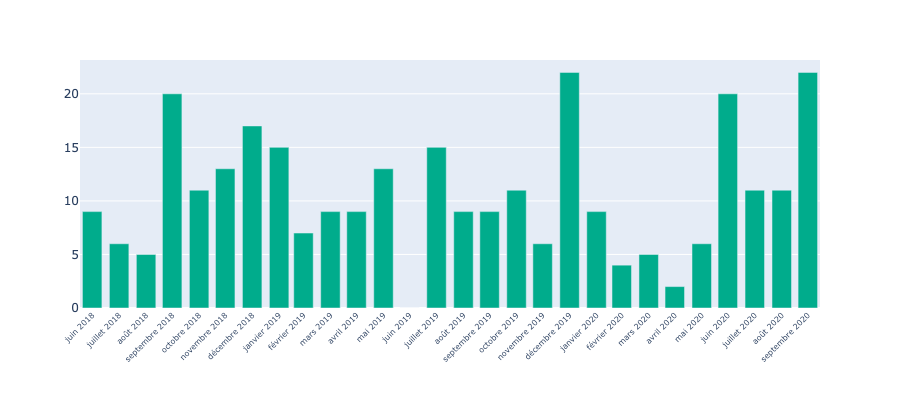 20
15
10
5
0
juin 2018
juillet 2018
août 2018
septembre 2018
octobre 2018
novembre 2018
décembre 2018
janvier 2019
février 2019
mars 2019
avril 2019
mai 2019
juin 2019
juillet 2019
août 2019
septembre 2019
octobre 2019
novembre 2019
décembre 2019
janvier 2020
février 2020
mars 2020
avril 2020
mai 2020
juin 2020
juillet 2020
août 2020
septembre 2020